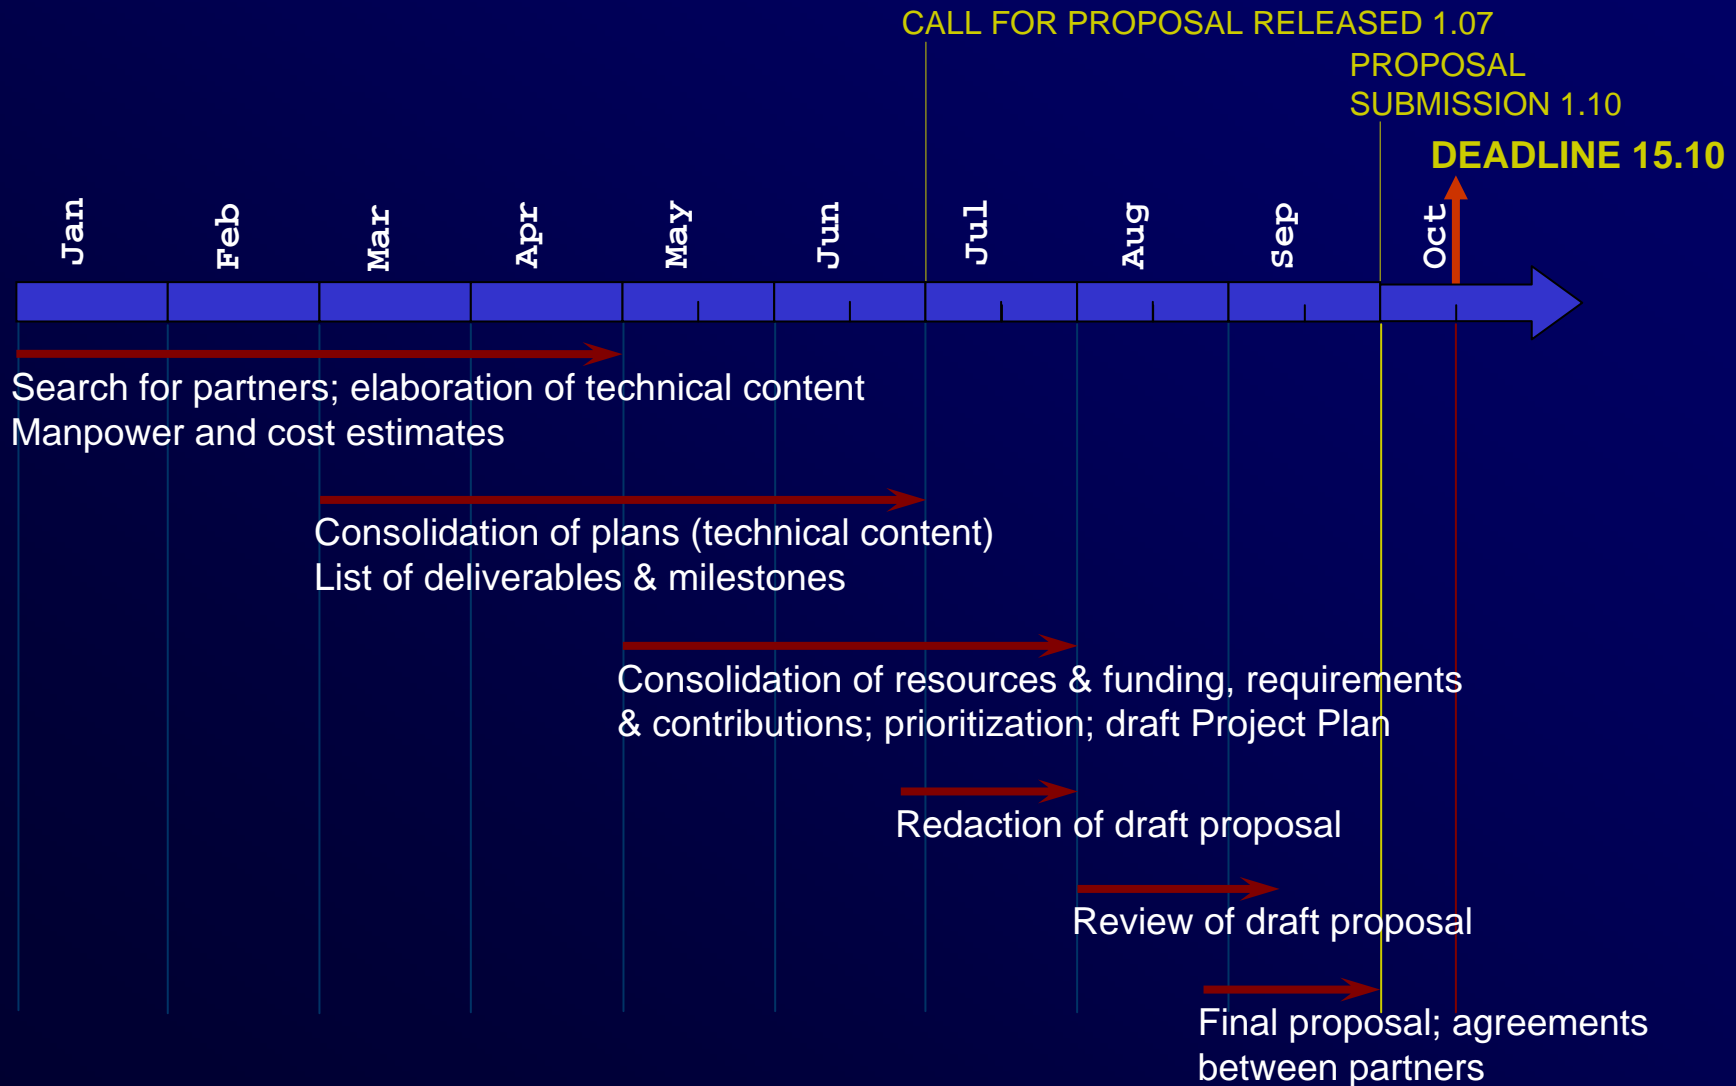 CALL FOR PROPOSAL RELEASED 1.07
PROPOSAL
SUBMISSION 1.10
DEADLINE 15.10
Jan
Feb
Mar
Apr
May
Jun
Jul
Aug
Sep
Oct
Search for partners; elaboration of technical content
Manpower and cost estimates
Consolidation of plans (technical content)
List of deliverables & milestones
Consolidation of resources & funding, requirements
& contributions; prioritization; draft Project Plan
Redaction of draft proposal
Review of draft proposal
Final proposal; agreements
between partners